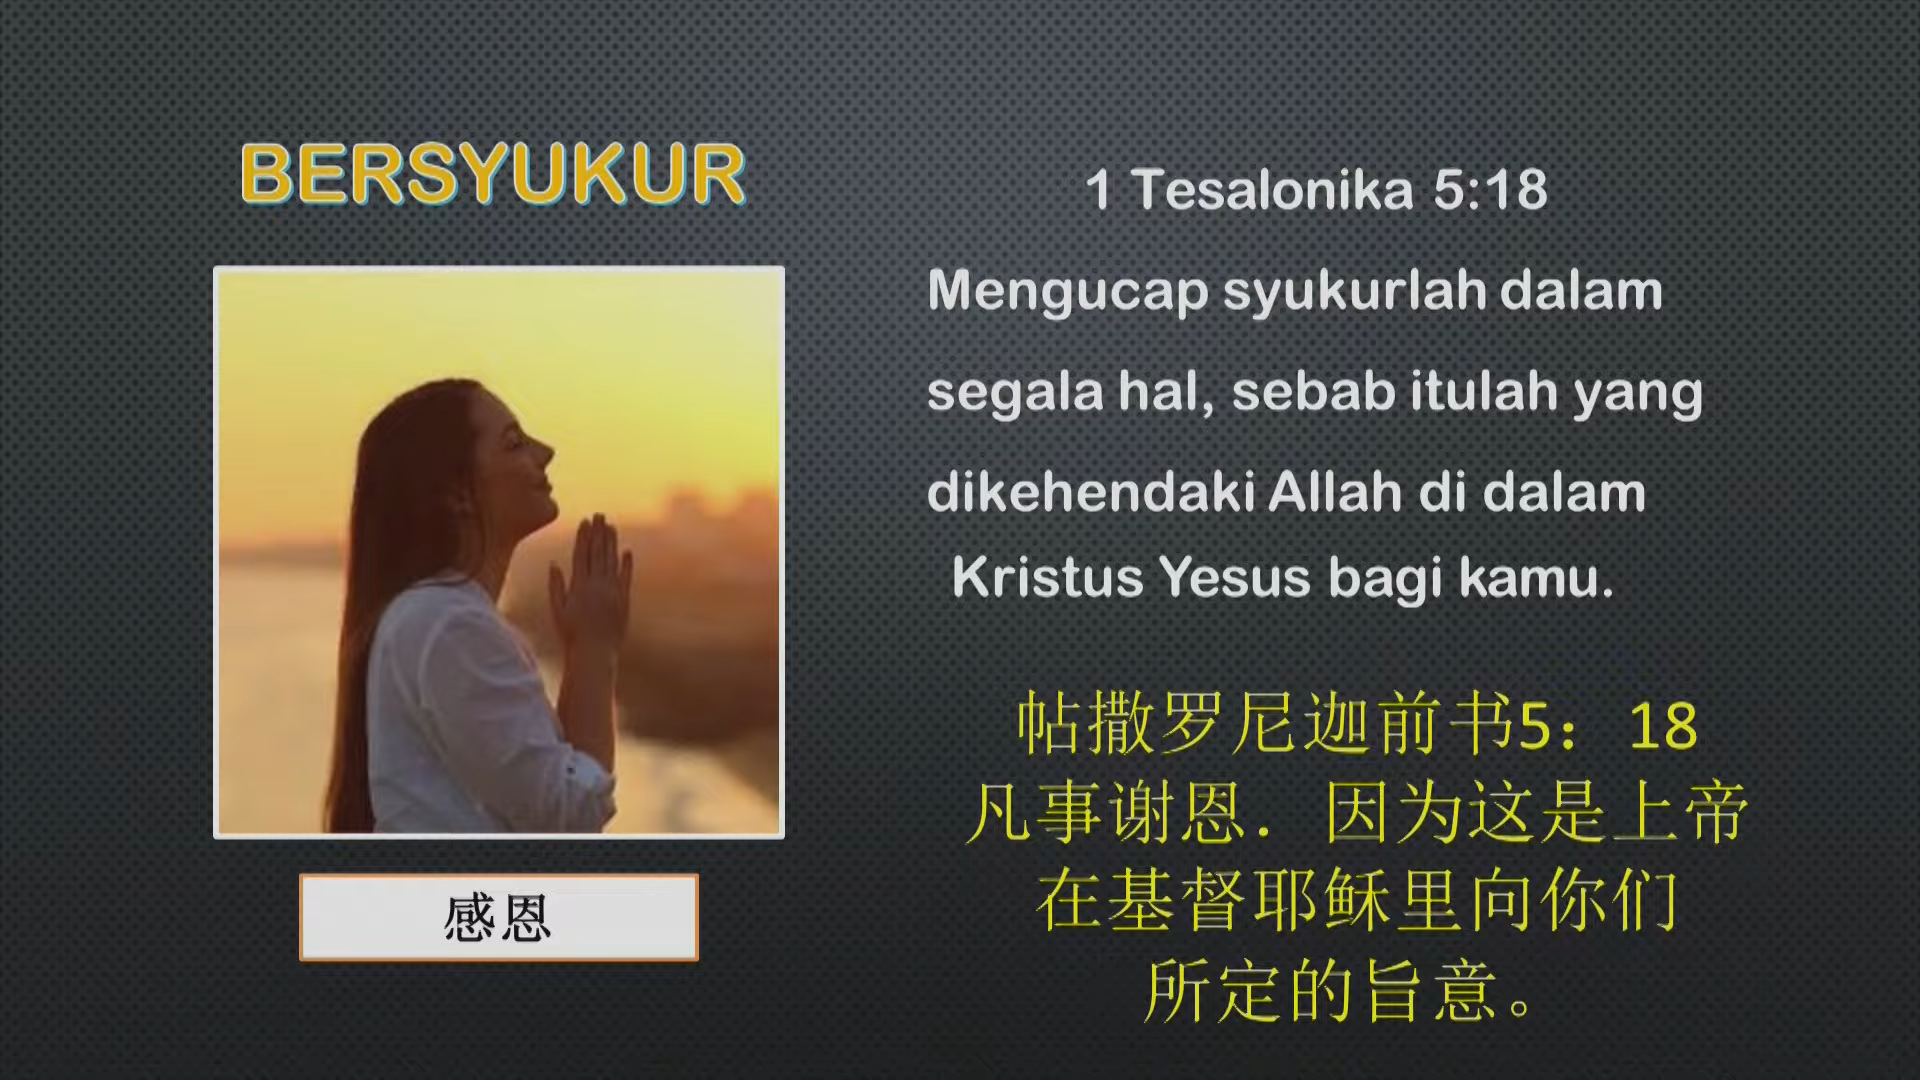 BERSYUKUR
感恩
1 Tesalonika 5:18
Mengucap syukurlah dalam
segala hal, sebab itulah yang
dikehendaki Allah di dalam
Kristus Yesus bagi kamu.
帖撒罗尼迦前书5：18
凡事谢恩．因为这是上帝
在基督耶稣里向你们
所定的旨意。